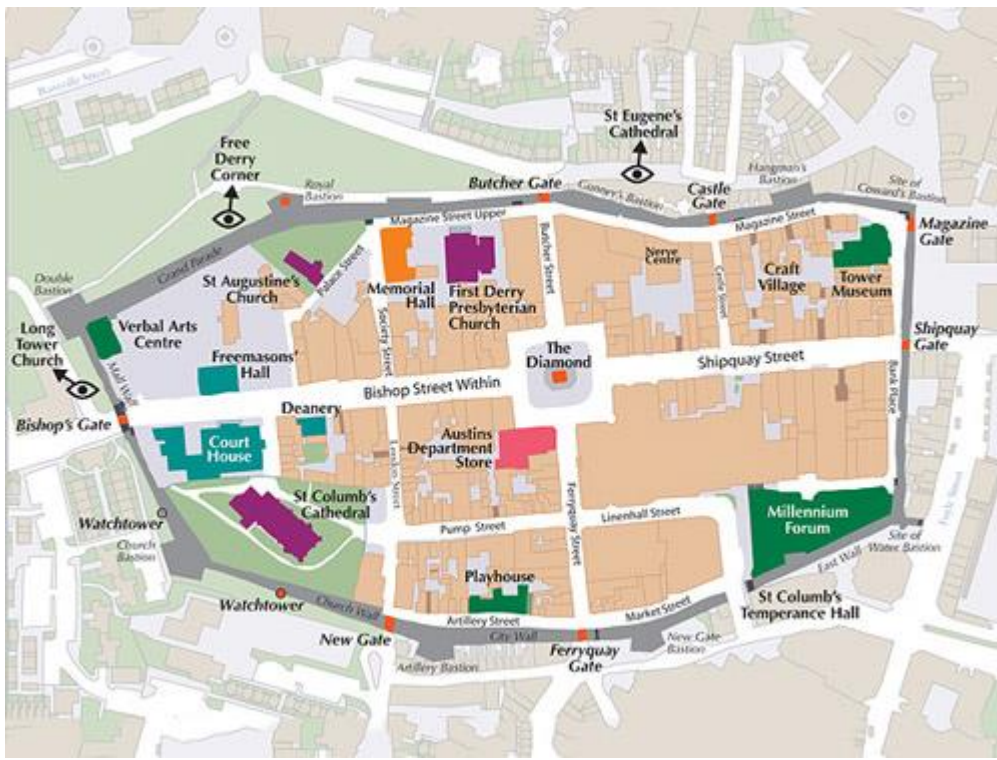 Free
Derry
Corner
St Eugene's
Cathedral
Royal
Bastion
Butcher Gate
Gunner's Bastion
Castle
Gate
Hangman's
Bastion
Site of
Coward's Bastion
Magazine
Gate
Magazine Street Upper
Magazine Street
Grand Parade
Double
Bastion
St Augustine's
Church
Palace Street
Memorial
Hall
First Derry
Presbyterian
Church
Butcher Street
Nerve
Centre
Castle Street
Craft
Village
Tower
Museum
Long
Tower
Church
Verbal Arts
Centre
Mall Wall
Freemasons'
Hall
Society Street
The
Diamond
Shipquay Street
Shipquay
Gate
Bank Place
Bishop Street Within
Bishop's Gate
Deanery
Court
House
Austins
Department
Store
London Street
St Columb's
Cathedral
Ferryquay Street
Pump Street
Linenhall Street
Millennium
Forum
Watchtower
Church
Bastion
East Wall
Site of
Water Bastion
Playhouse
Watchtower
Church Wall
New Gate
Artillery Street
City Wall
Artillery Bastion
Ferryquay
Gate
Market Street
New Gate
Bastion
St Columb's
Temperance Hall